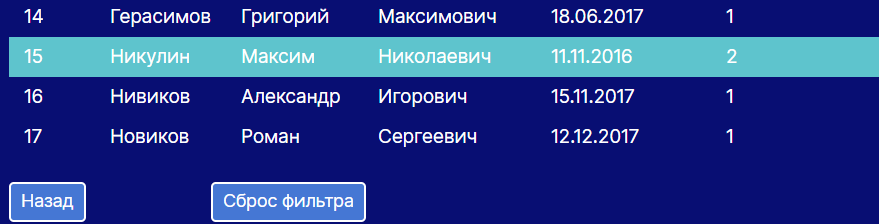 14 Герасимов Григорий Максимович 18.06.2017 1
15 Никулин Максим Николаевич 11.11.2016 2
16 Нивиков Александр Игорович 15.11.2017 1
17 Новиков Роман Сергеевич 12.12.2017 1
Назад Сброс фильтра